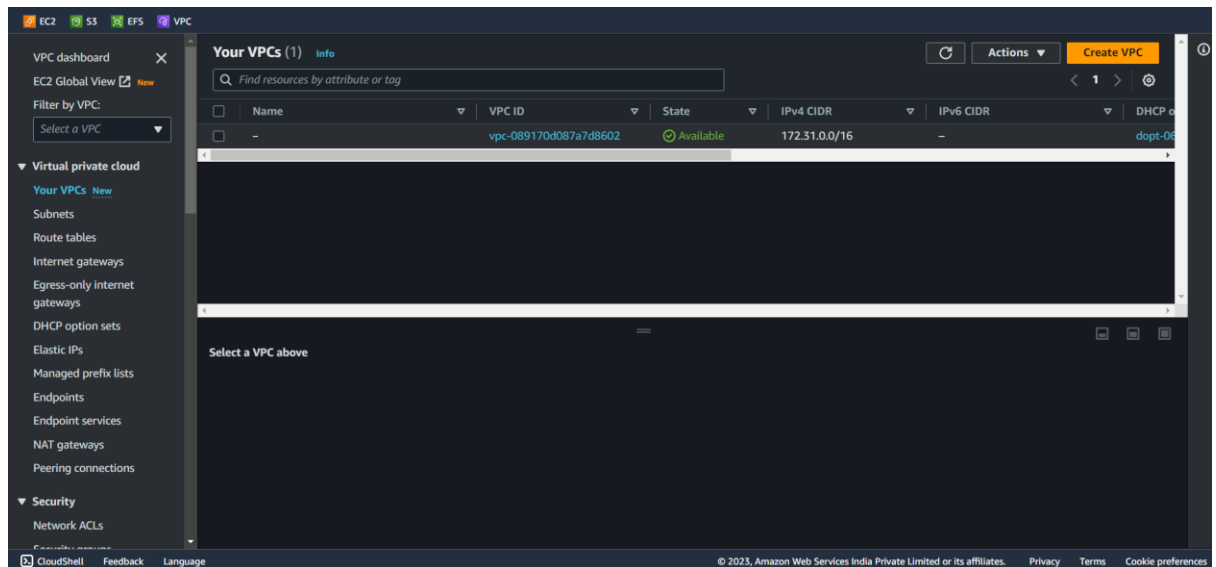 EC2 S3 EFS VPC
VPC dashboard
EC2 Global View New
Filter by VPC:
Select a VPC
Virtual private cloud
Your VPCs New
Subnets
Route tables
Internet gateways
Egress-only internet
gateways
DHCP option sets
Elastic IPs
Managed prefix lists
Endpoints
Endpoint services
NAT gateways
Peering connections
Security
Network ACLs
Security groups
Your VPCs (1) Info
Actions Create VPC
Find resources by attribute or tag
1
Name VPC ID State IPv4 CIDR IPv6 CIDR DHCP o
– vpc-089170d087a7d8602 Available 172.31.0.0/16 – dopt-06
Select a VPC above
CloudShell Feedback Language © 2023, Amazon Web Services India Private Limited or its affiliates. Privacy Terms Cookie preferences